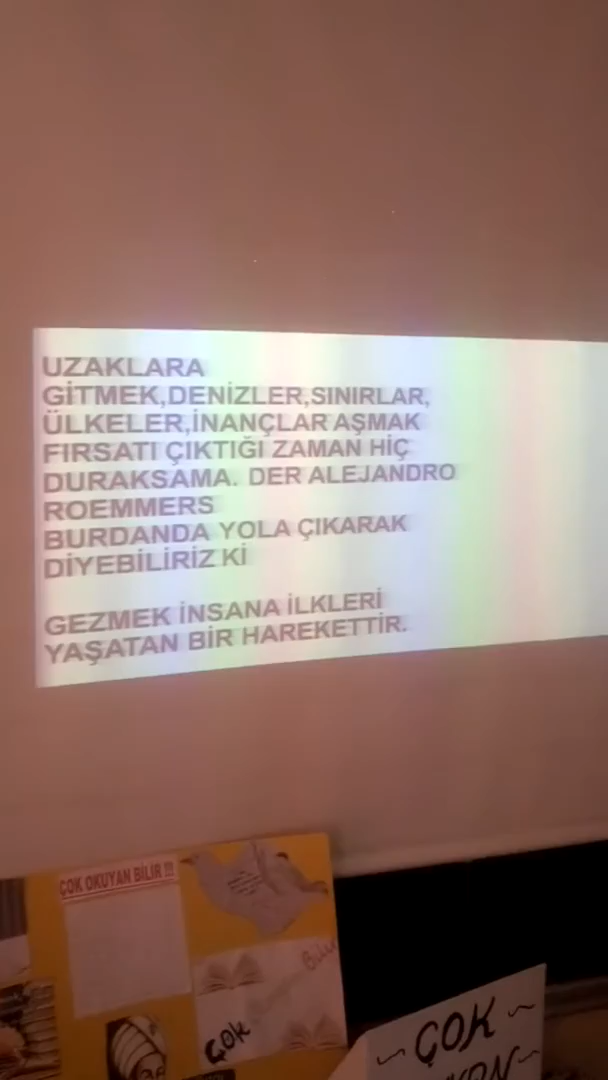 UZAKLARA
GİTMEK,DENİZLER,SINIRLAR,
ÜLKELER,İNANÇLAR AŞMAK
FIRSATI ÇIKTIĞI ZAMAN HİÇ
DURAKSAMA. DER ALEJANDRO
ROEMMERS
BURDANDA YOLA ÇIKARAK
DİYEBİLİRİZ Kİ
GEZMEK İNSANA İLKLERİ
YAŞATAN BİR HAREKETTİR.
ÇOK OKUYAN BİLİR !!!
ÇOK
~ ÇOK ~